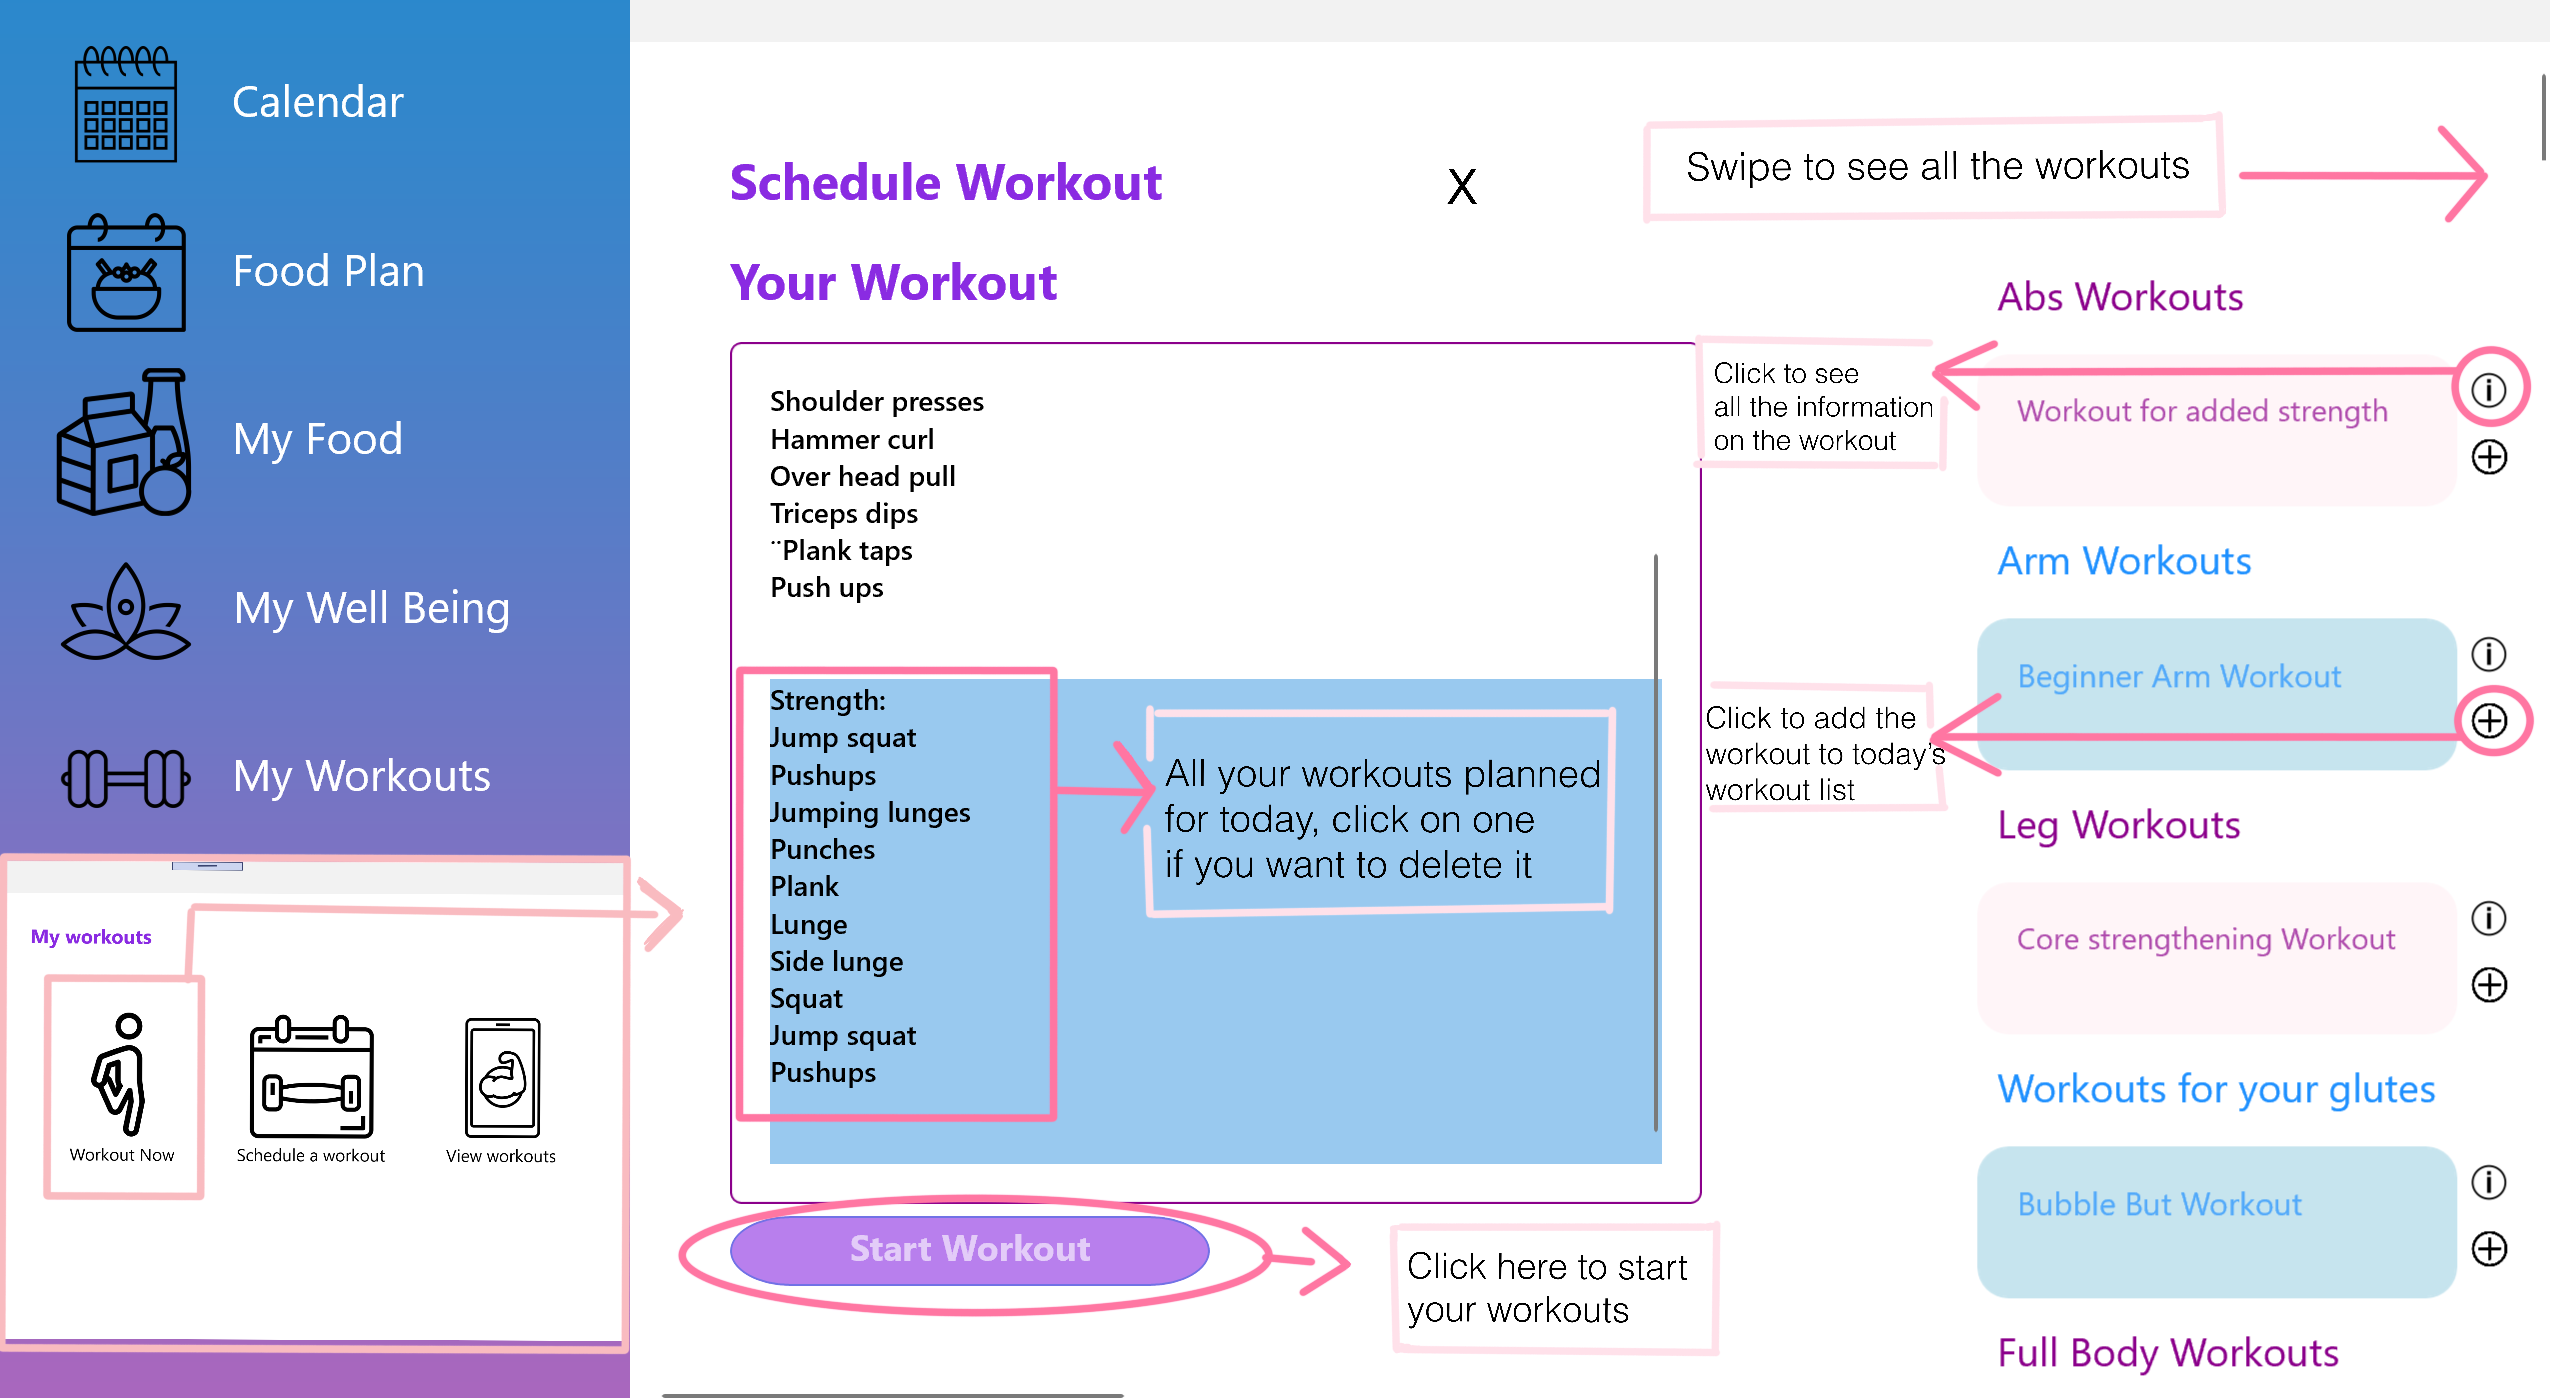 Calendar
Food Plan
My Food
My Well Being
My Workouts
My workouts
Workout Now
Schedule a workout
View workouts
Schedule Workout
X
Your Workout
Shoulder presses
Hammer curl
Over head pull
Triceps dips
¨Plank taps
Push ups
Strength:
Jump squat
Pushups
Jumping lunges
Punches
Plank
Lunge
Side lunge
Squat
Jump squat
Pushups
All your workouts planned
for today, click on one
if you want to delete it
Start Workout
Click here to start
your workouts
Swipe to see all the workouts
Click to see
all the information
on the workout
Click to add the
workout to today's
workout list
Abs Workouts
Workout for added strength
Arm Workouts
Beginner Arm Workout
Leg Workouts
Core strengthening Workout
Workouts for your glutes
Bubble But Workout
Full Body Workouts